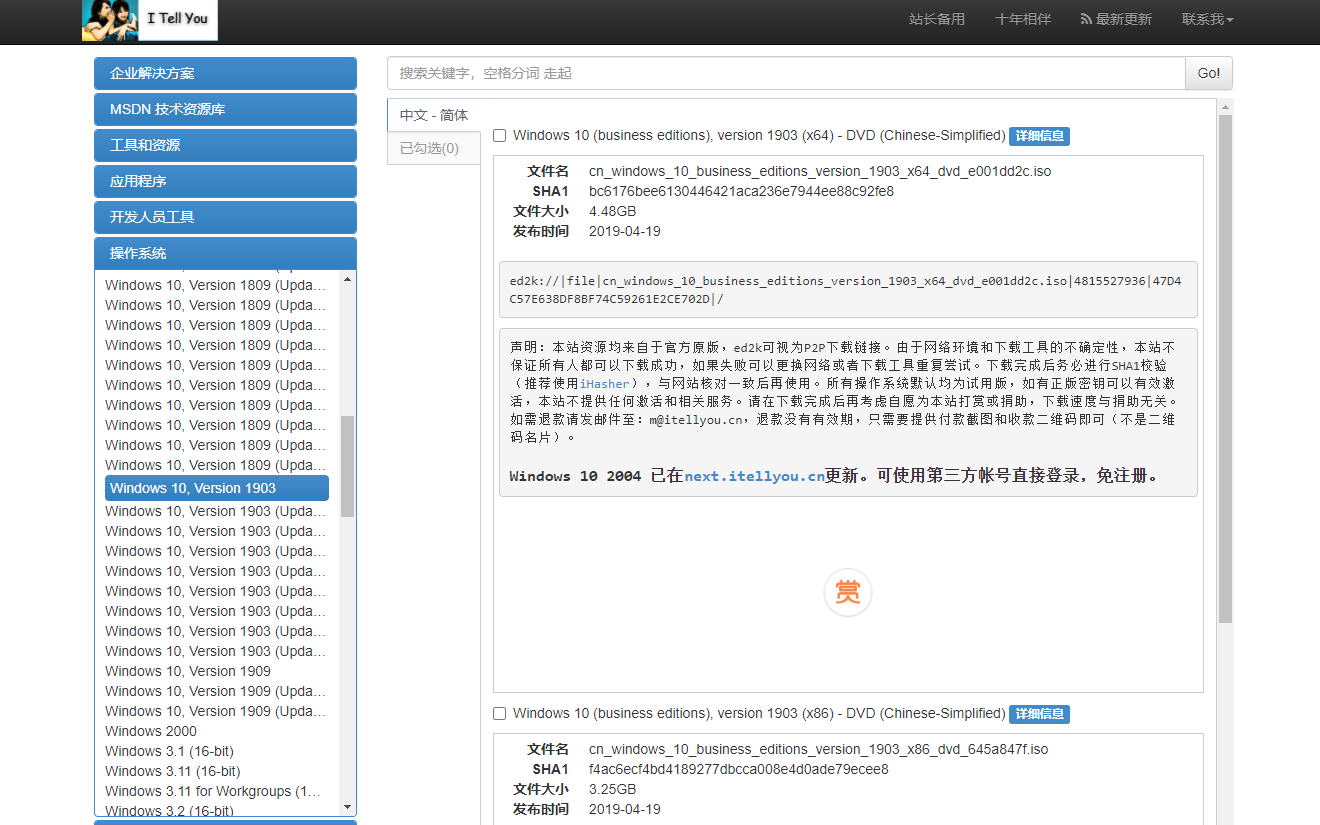 I Tell You
站长备用
十年相伴
最新更新
联系我
企业解决方案
MSDN 技术资源库
工具和资源
应用程序
开发人员工具
操作系统
Windows 10, Version 1809 (Upda…
Windows 10, Version 1809 (Upda…
Windows 10, Version 1809 (Upda…
Windows 10, Version 1809 (Upda…
Windows 10, Version 1809 (Upda…
Windows 10, Version 1809 (Upda…
Windows 10, Version 1809 (Upda…
Windows 10, Version 1809 (Upda…
Windows 10, Version 1809 (Upda…
Windows 10, Version 1809 (Upda…
Windows 10, Version 1903
Windows 10, Version 1903 (Upda…
Windows 10, Version 1903 (Upda…
Windows 10, Version 1903 (Upda…
Windows 10, Version 1903 (Upda…
Windows 10, Version 1903 (Upda…
Windows 10, Version 1903 (Upda…
Windows 10, Version 1903 (Upda…
Windows 10, Version 1903 (Upda…
Windows 10, Version 1909
Windows 10, Version 1909 (Upda…
Windows 10, Version 1909 (Upda…
Windows 2000
Windows 3.1 (16-bit)
Windows 3.11 (16-bit)
Windows 3.11 for Workgroups (1…
Windows 3.2 (16-bit)
搜索关键字，空格分词 走起
Go!
中文 - 简体
已勾选(0)
Windows 10 (business editions), version 1903 (x64) - DVD (Chinese-Simplified) 详细信息
文件名 cn_windows_10_business_editions_version_1903_x64_dvd_e001dd2c.iso
SHA1 bc6176bee6130446421aca236e7944ee88c92fe8
文件大小 4.48GB
发布时间 2019-04-19
ed2k://|file|cn_windows_10_business_editions_version_1903_x64_dvd_e001dd2c.iso|4815527936|47D4
C57E638DF8BF74C59261E2CE702D|/
声明：本站资源均来自于官方原版，ed2k可视为P2P下载链接。由于网络环境和下载工具的不确定性，本站不
保证所有人都可以下载成功，如果失败可以更换网络或者下载工具重复尝试。下载完成后务必进行SHA1校验
（推荐使用iHasher），与网站核对一致后再使用。所有操作系统默认均为试用版，如有正版密钥可以有效激
活，本站不提供任何激活和相关服务。请在下载完成后再考虑自愿为本站打赏或捐助，下载速度与捐助无关。
如需退款请发邮件至：m@itellyou.cn，退款没有有效期，只需要提供付款截图和收款二维码即可（不是二维
码名片）。
Windows 10 2004 已在next.itellyou.cn更新。可使用第三方帐号直接登录，免注册。
赏
Windows 10 (business editions), version 1903 (x86) - DVD (Chinese-Simplified) 详细信息
文件名 cn_windows_10_business_editions_version_1903_x86_dvd_645a847f.iso
SHA1 f4ac6ecf4bd4189277dbcca008e4d0ade79ecee8
文件大小 3.25GB
发布时间 2019-04-19